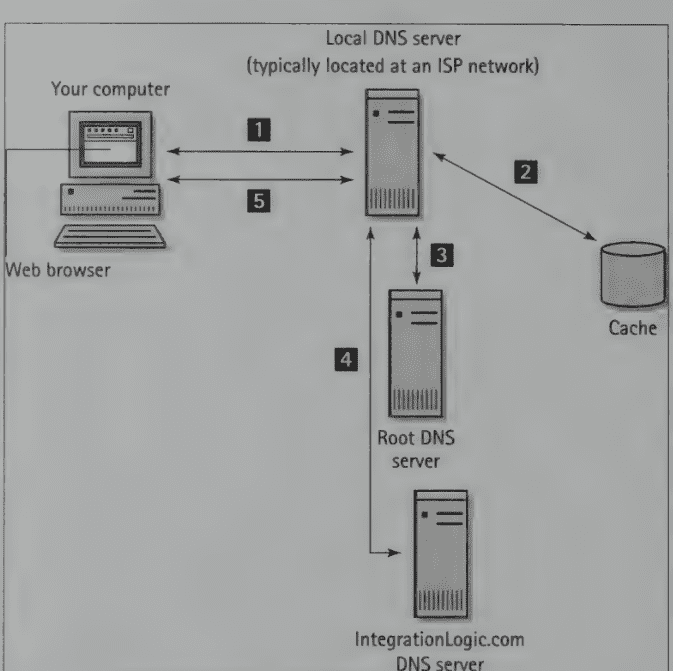 Local DNS server
(typically located at an ISP network)
Your computer
1
2
5
3
Web browser
Cache
4
Root DNS
server
IntegrationLogic.com
DNS server